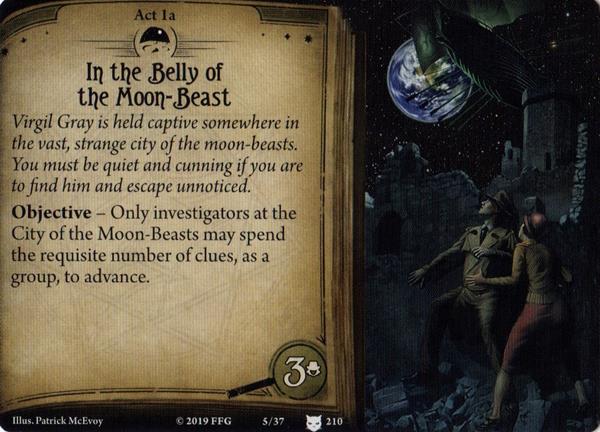 Act 1a
In the Belly of
the Moon-Beast
Virgil Gray is held captive somewhere in
the vast, strange city of the moon-beasts.
You must be quiet and cunning if you are
to find him and escape unnoticed.
Objective – Only investigators at the
City of the Moon-Beasts may spend
the requisite number of clues, as a
group, to advance.
3
Illus. Patrick McEvoy © 2019 FFG 5/37 210